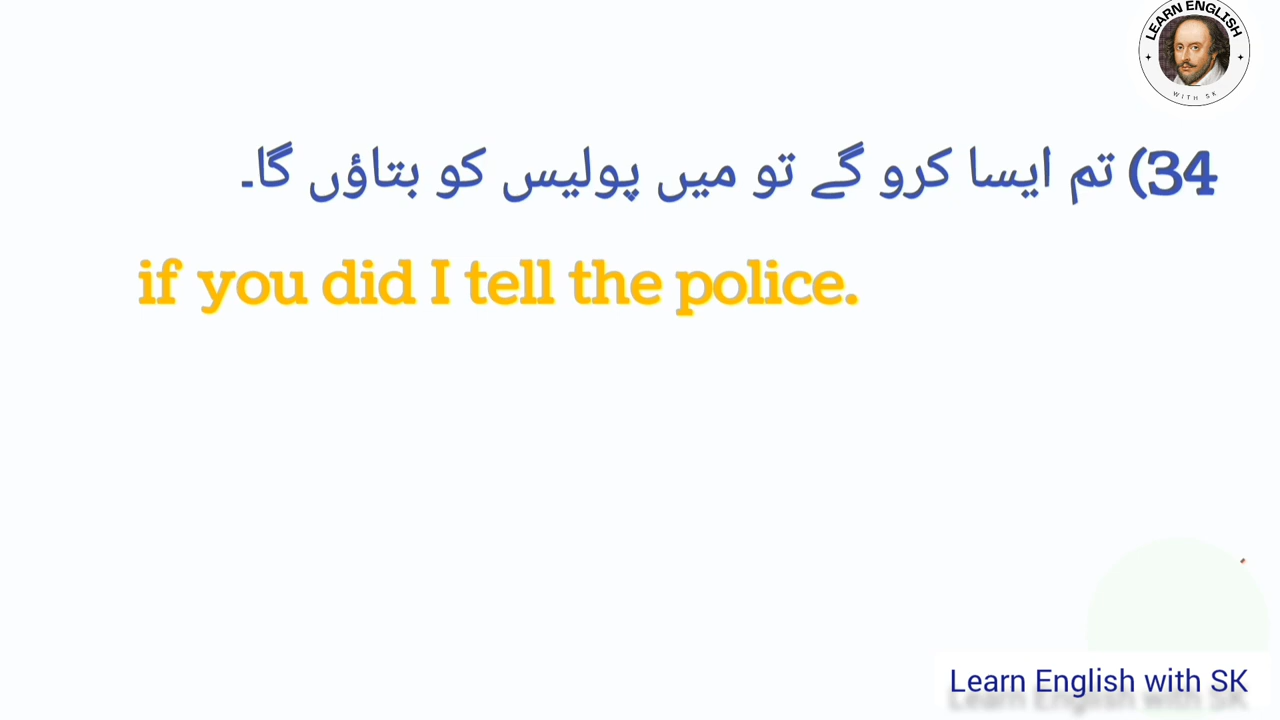 LEARN ENGLISH
WITH SK
34) تم ایسا کرو گے تو میں پولیس کو بتاؤں گا۔
if you did I tell the police.
Learn English with SK